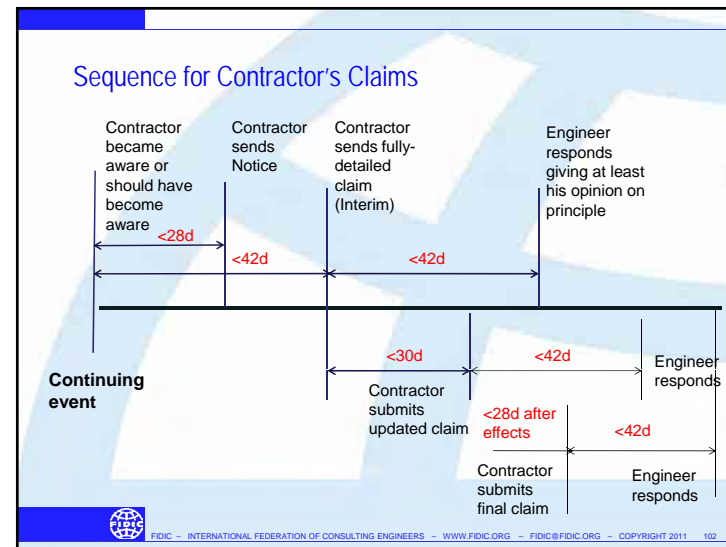 Sequence for Contractor's Claims
Contractor
became
aware or
should have
become
aware
Contractor
sends
Notice
Contractor
sends fully-
detailed
claim
(Interim)
Engineer
responds
giving at least
his opinion on
principle
<28d
<42d
<42d
Continuing
event
<30d
<42d
Contractor
submits
updated claim
Engineer
responds
<28d after
effects
<42d
Contractor
submits
final claim
Engineer
responds
FIDIC
FIDIC – INTERNATIONAL FEDERATION OF CONSULTING ENGINEERS – WWW.FIDIC.ORG – FIDIC@FIDIC.ORG – COPYRIGHT 2011 102